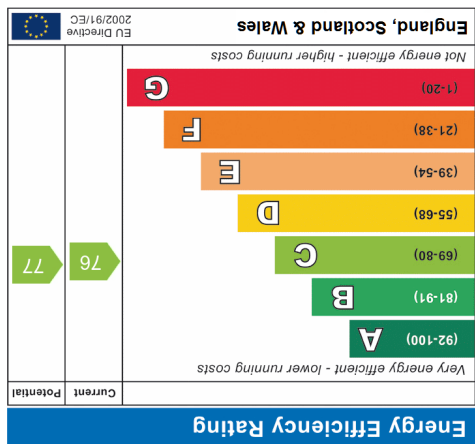 Energy Efficiency Rating
Current Potential
Very energy efficient - lower running costs
(92-100) A
(81-91) B
(69-80) C 76 77
(55-68) D
(39-54) E
(21-38) F
(1-20) G
Not energy efficient - higher running costs
England, Scotland & Wales
EU Directive
2002/91/EC